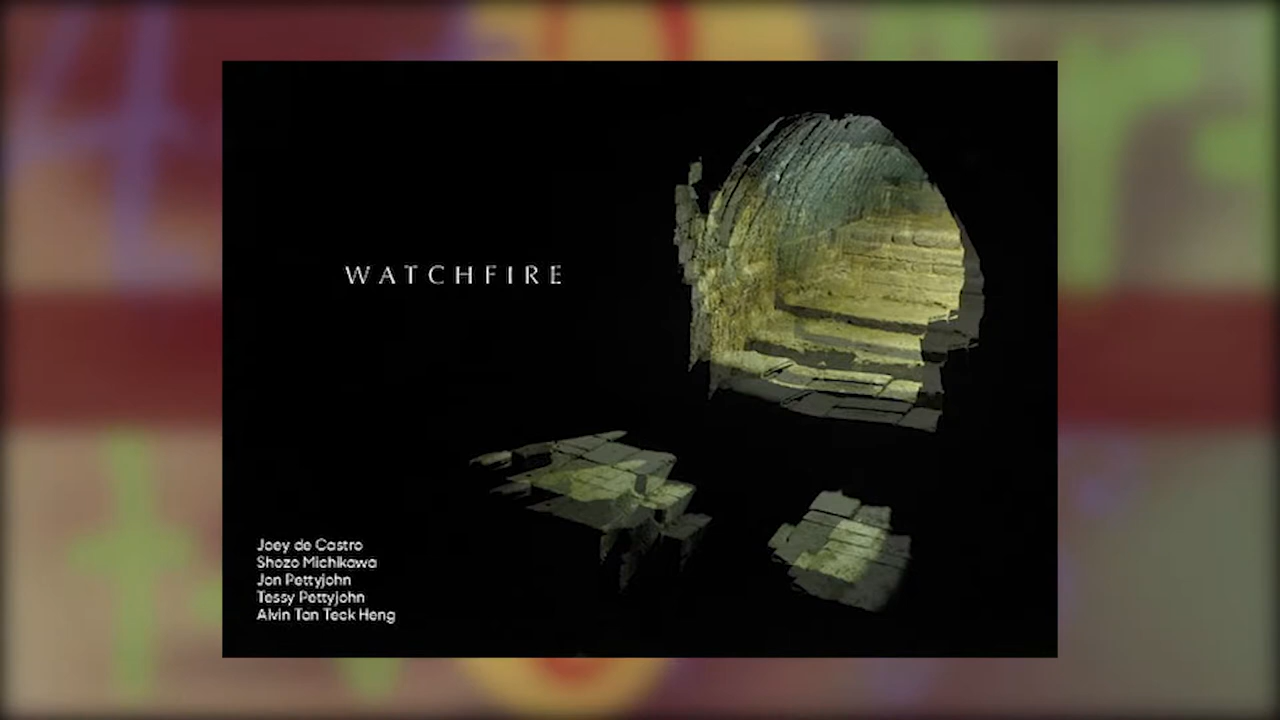 WATCHFIRE
Joey de Castro
Shozo Michikawa
Jon Pettyjohn
Tessy Pettyjohn
Alvin Tan Teck Heng